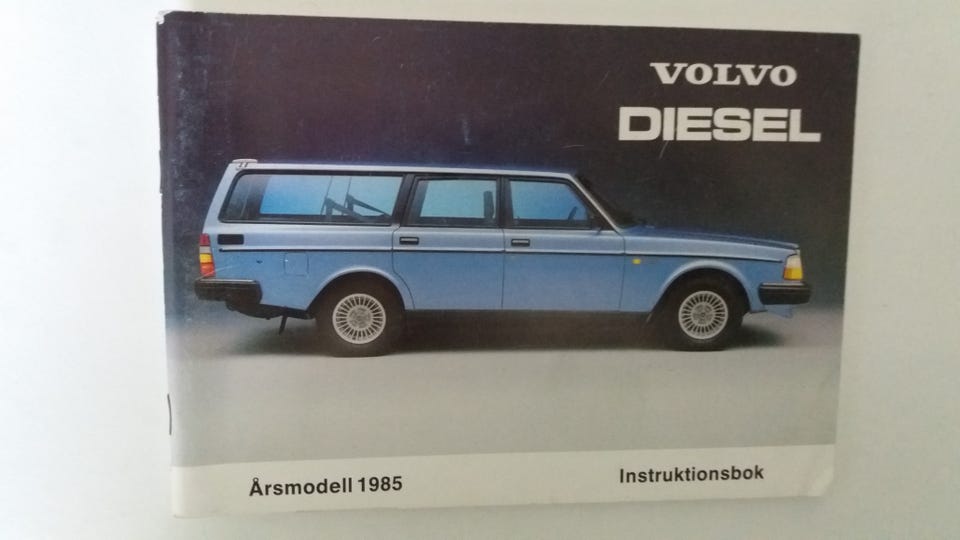 VOLVO
DIESEL
Årsmodell 1985
Instruktionsbok